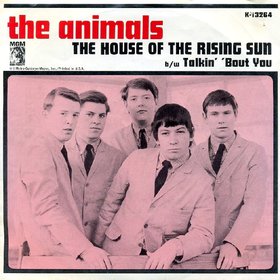 K-13264
the animals
MGM
THE HOUSE OF THE RISING SUN
b/w Talkin' 'Bout You